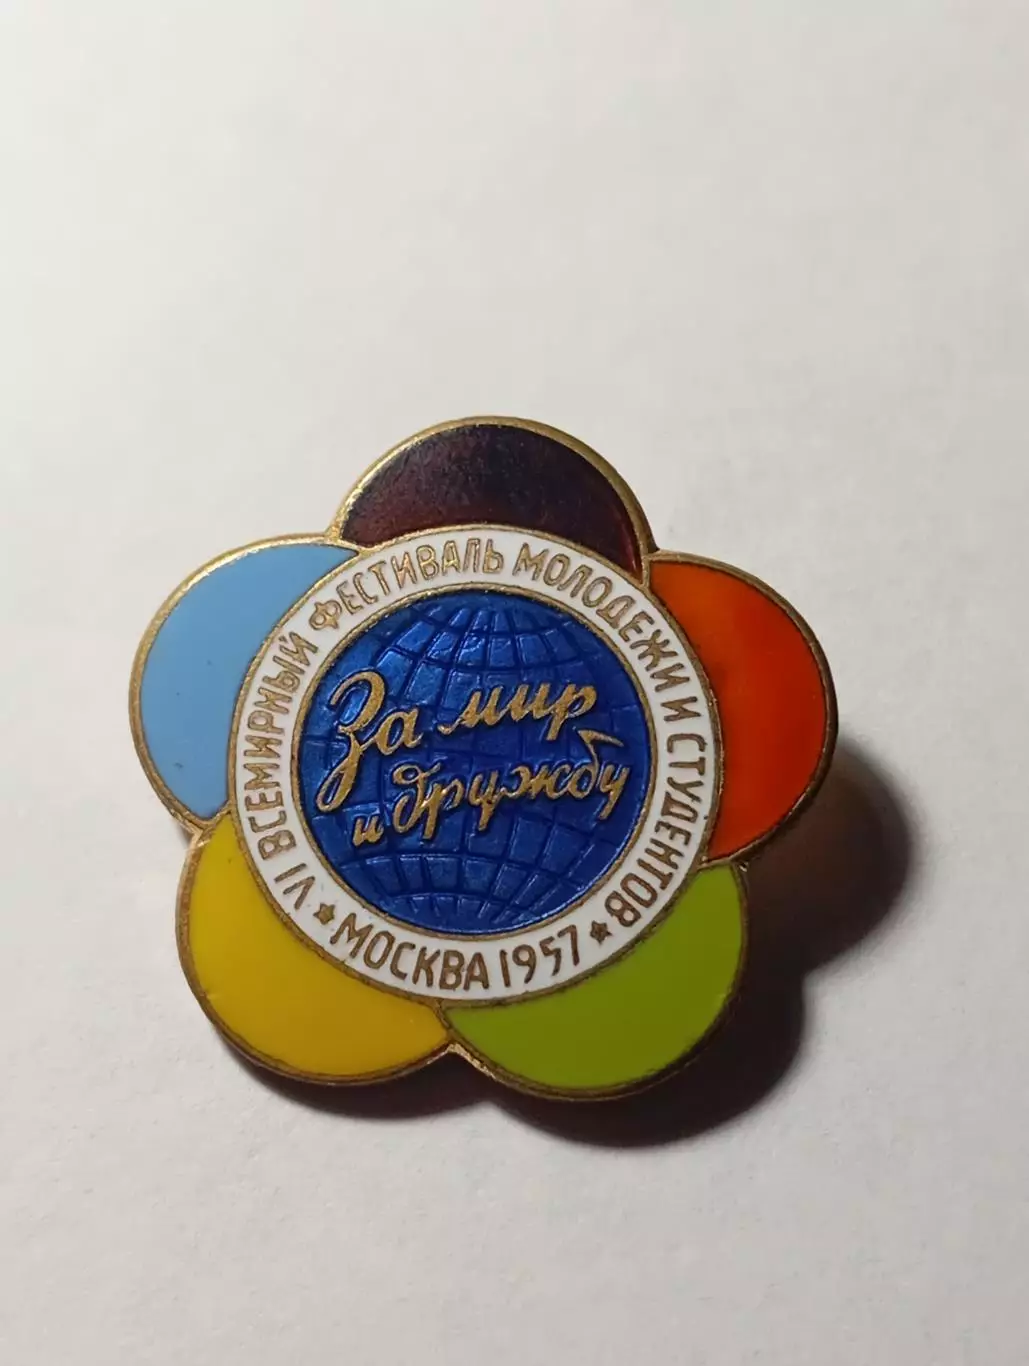 VI ВСЕМИРНЫЙ ФЕСТИВАЛЬ МОЛОДЕЖИ И СТУДЕНТОВ
За мир
и дружбу
★ МОСКВА 1957 ★